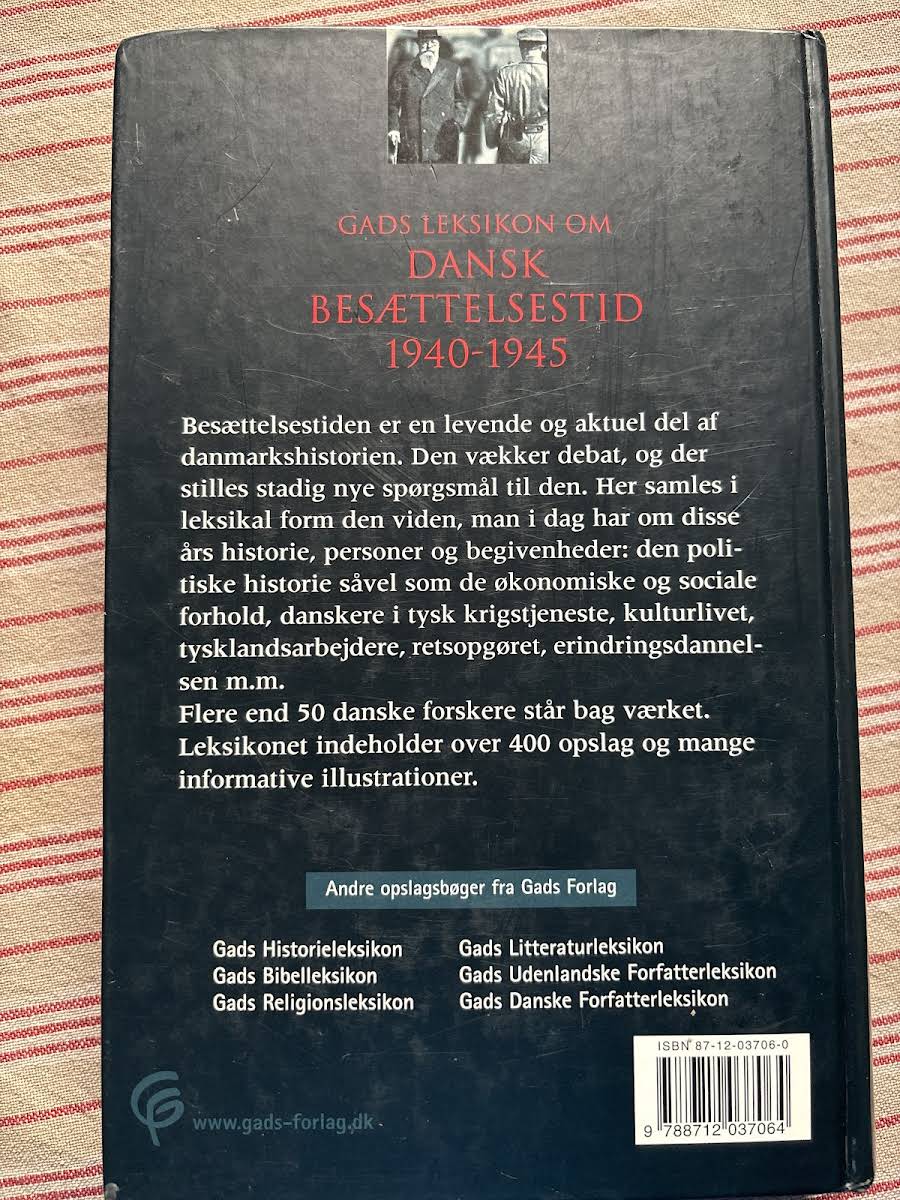 GADS LEKSIKON OM
DANSK
BESÆTTELSESTID
1940-1945
Besættelsestiden er en levende og aktuel del af
danmarkshistorien. Den vækker debat, og der
stilles stadig nye spørgsmål til den. Her samles i
leksikal form den viden, man i dag har om disse
års historie, personer og begivenheder: den poli-
tiske historie såvel som de økonomiske og sociale
forhold, danskere i tysk krigstjeneste, kulturlivet,
tysklandsarbejdere, retsopgøret, erindringsdannel-
sen m.m.
Flere end 50 danske forskere står bag værket.
Leksikonet indeholder over 400 opslag og mange
informative illustrationer.
Andre opslagsbøger fra Gads Forlag
Gads Historieleksikon
Gads Bibelleksikon
Gads Religionsleksikon
Gads Litteraturleksikon
Gads Udenlandske Forfatterleksikon
Gads Danske Forfatterleksikon
ISBN 87-12-03706-0
9 788712 037064
www.gads-forlag.dk